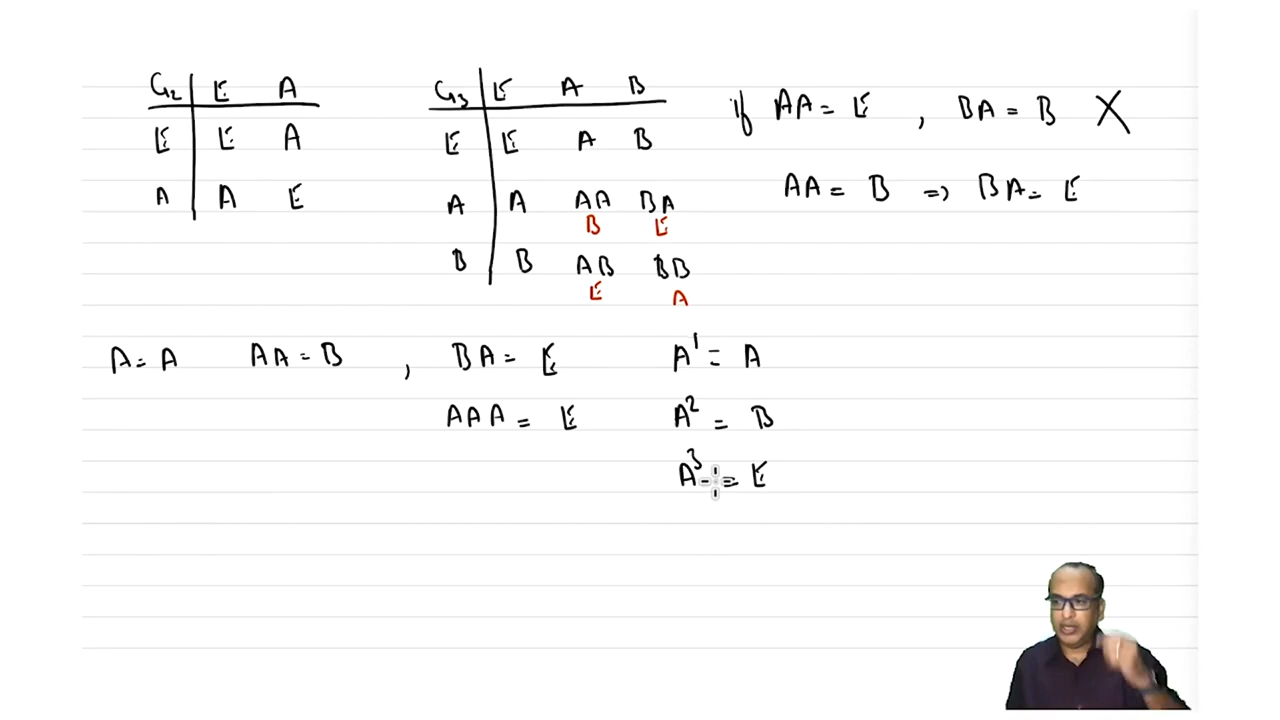 G2 E A
E E A
A A E
G3 E A B
E E A B
A A AA BA
B E
B B AB BB
E A
if AA = E , BA = B X
AA = B => BA = E
A = A AA = B , BA = E
AAA = E
A¹ = A
A² = B
A³ = E